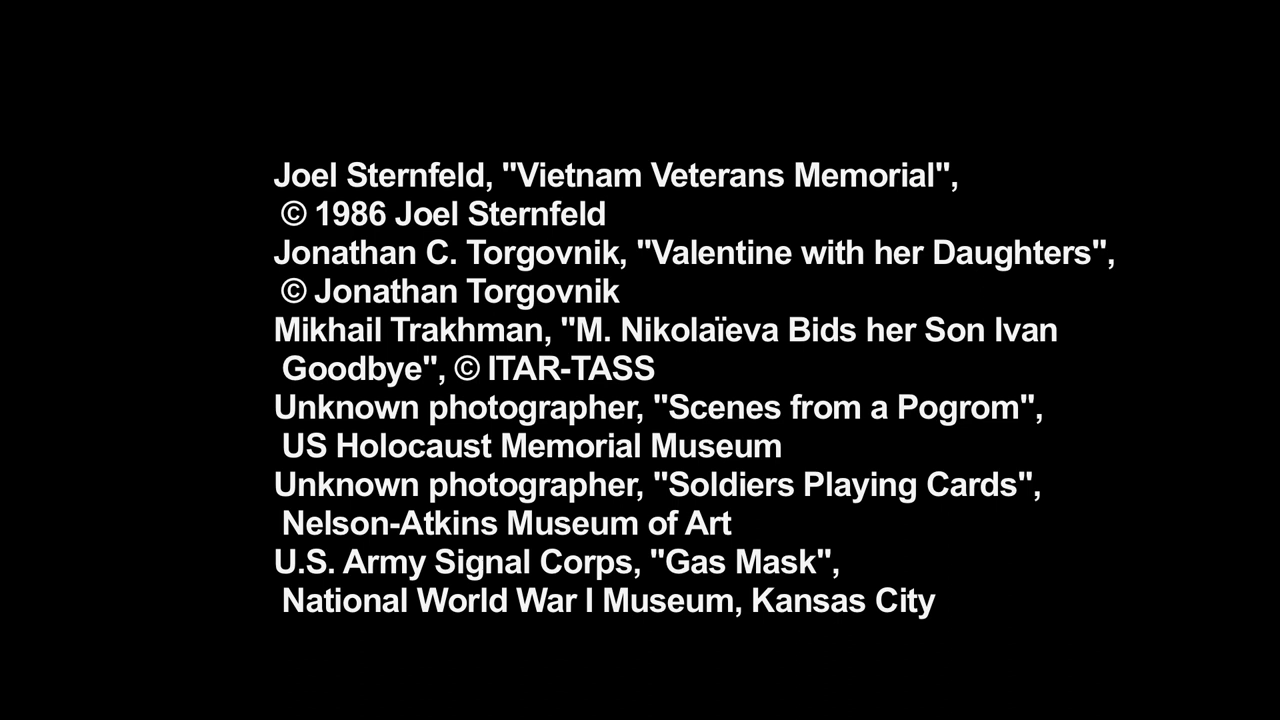 Joel Sternfeld, "Vietnam Veterans Memorial",
© 1986 Joel Sternfeld
Jonathan C. Torgovnik, "Valentine with her Daughters",
© Jonathan Torgovnik
Mikhail Trakhman, "M. Nikolaïeva Bids her Son Ivan
Goodbye", © ITAR-TASS
Unknown photographer, "Scenes from a Pogrom",
US Holocaust Memorial Museum
Unknown photographer, "Soldiers Playing Cards",
Nelson-Atkins Museum of Art
U.S. Army Signal Corps, "Gas Mask",
National World War I Museum, Kansas City